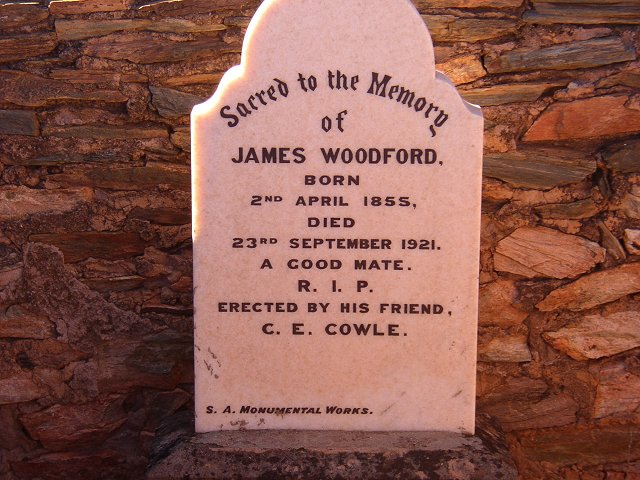 Sacred to the Memory
of
JAMES WOODFORD,
BORN
2ND APRIL 1855,
DIED
23RD SEPTEMBER 1921.
A GOOD MATE.
R. I. P.
ERECTED BY HIS FRIEND,
C. E. COWLE.
S. A. MONUMENTAL WORKS.